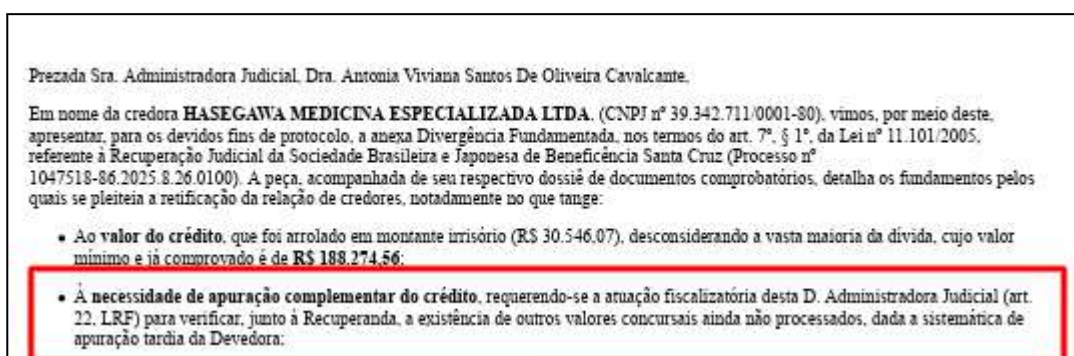 Prezada Sra. Administradora Judicial, Dra. Antonia Viviana Santos De Oliveira Cavalcante,
Em nome da credora HASEGAWA MEDICINA ESPECIALIZADA LTDA. (CNPJ nº 39.342.711/0001-80), vimos, por meio deste,
apresentar, para os devidos fins de protocolo, a anexa Divergência Fundamentada, nos termos do art. 7º, § 1º, da Lei nº 11.101/2005,
referente à Recuperação Judicial da Sociedade Brasileira e Japonesa de Beneficência Santa Cruz (Processo nº
1047518-86.2025.8.26.0100). A peça, acompanhada de seu respectivo dossiê de documentos comprobatórios, detalha os fundamentos pelos
quais se pleiteia a retificação da relação de credores, notadamente no que tange:
• Ao valor do crédito, que foi arrolado em montante irrisório (R$ 30.546,07), desconsiderando a vasta maioria da dívida, cujo valor
mínimo e já comprovado é de R$ 188.274,56;
• À necessidade de apuração complementar do crédito, requerendo-se a atuação fiscalizatória desta D. Administradora Judicial (art.
22, LRF) para verificar, junto à Recuperanda, a existência de outros valores concursais ainda não processados, dada a sistemática de
apuração tardia da Devedora;